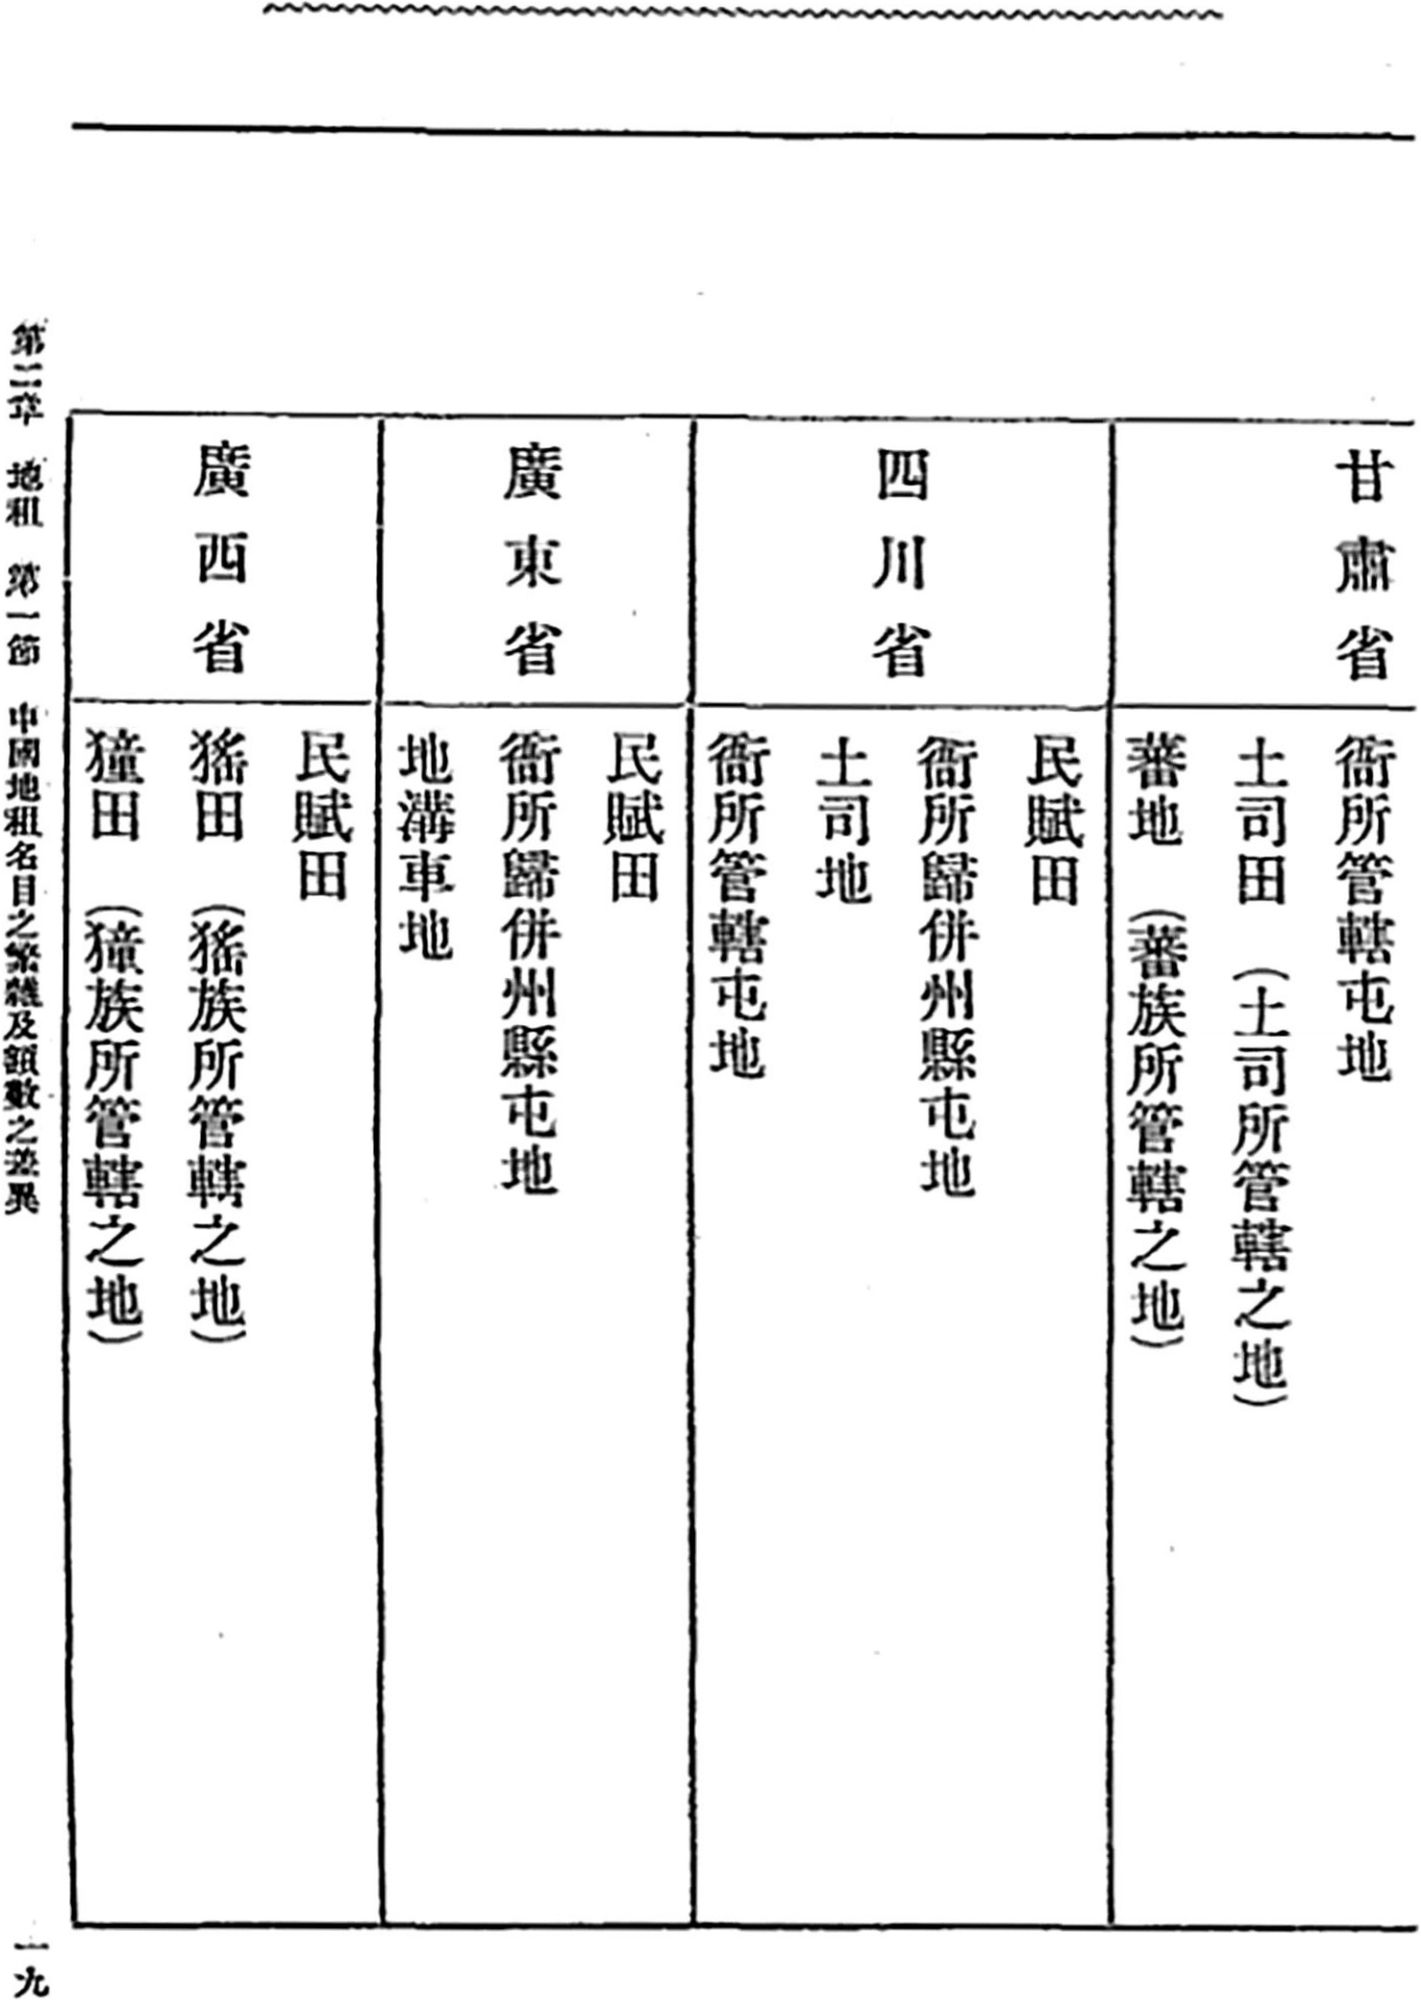 甘肅省
衞所管轄屯地
土司田（土司所管轄之地）
蕃地（蕃族所管轄之地）
四川省
民賦田
衞所歸併州縣屯地
土司地
衞所管轄屯地
廣東省
民賦田
衞所歸併州縣屯地
地溝車地
廣西省
民賦田
猺田（猺族所管轄之地）
獞田（獞族所管轄之地）
第二章 地租 第一節 中國地租名目之繁雜及額數之差異
一九